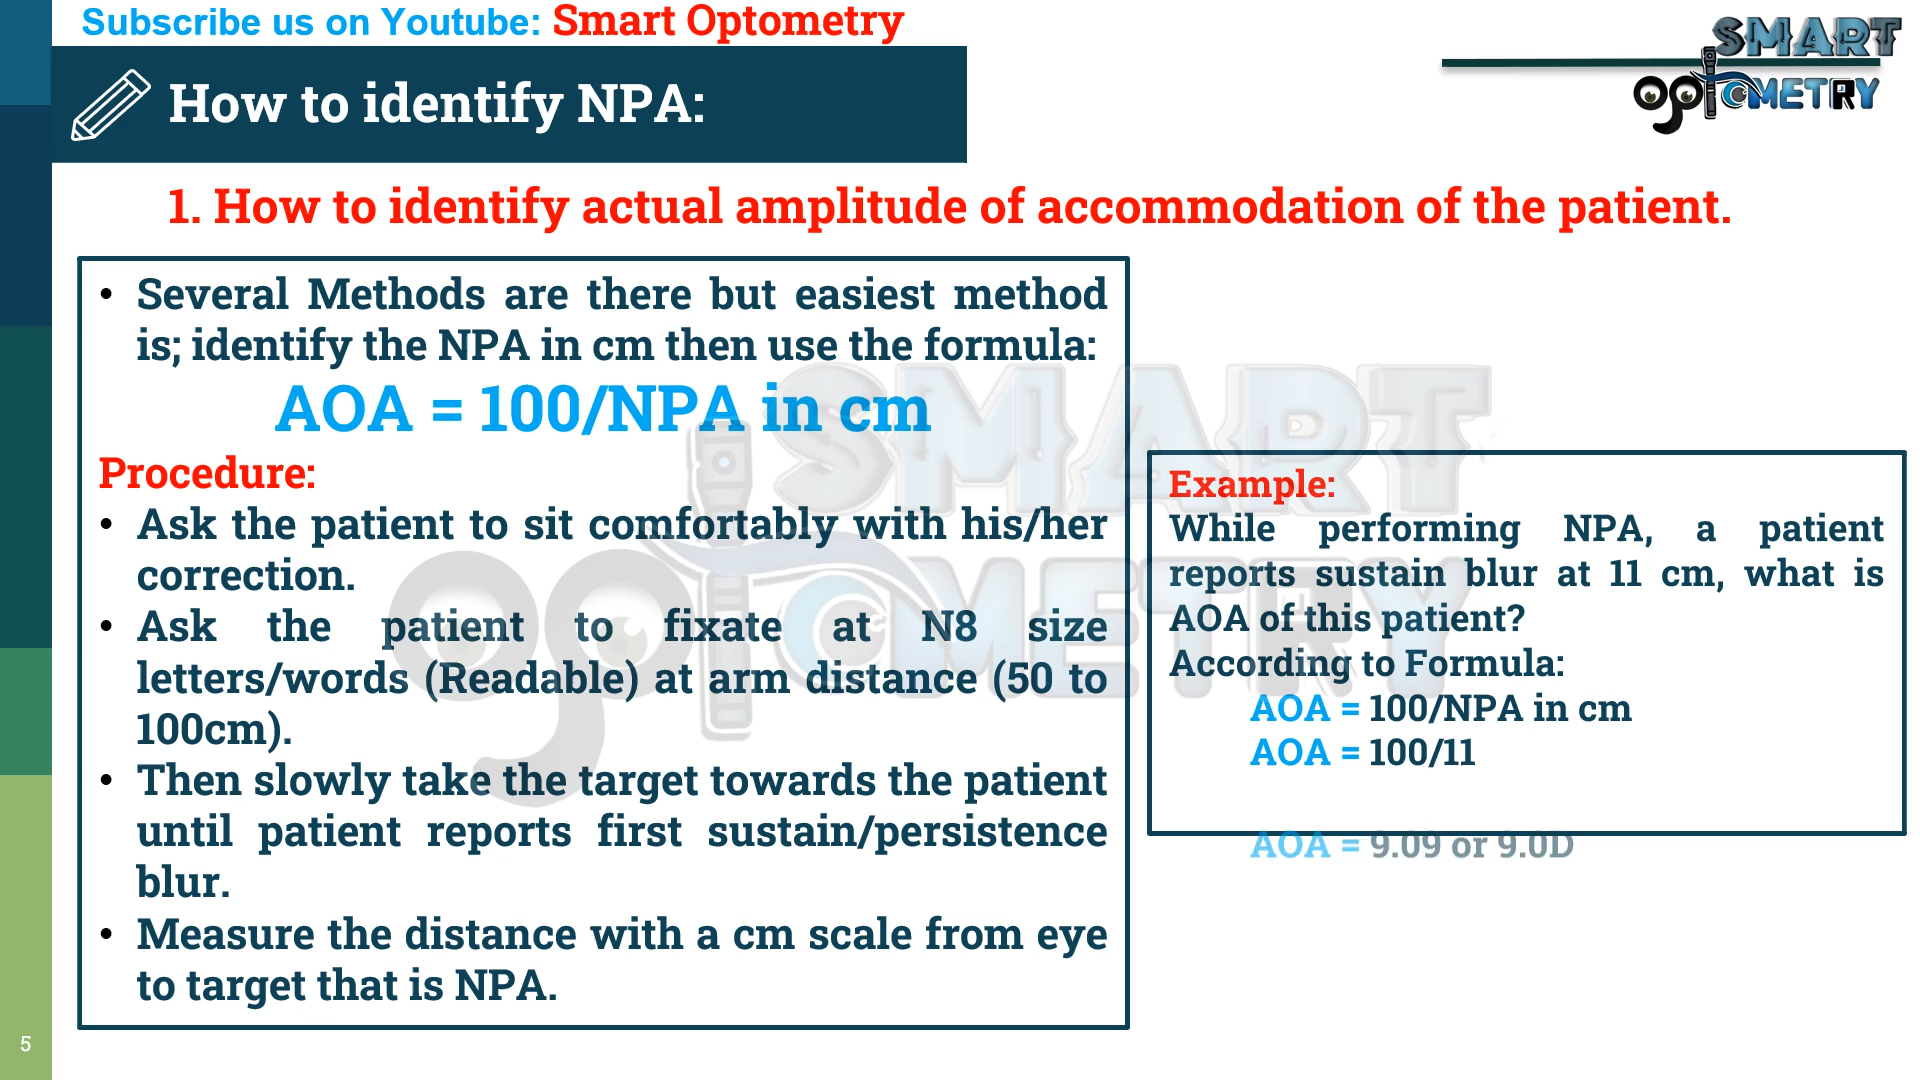 Subscribe us on Youtube: Smart Optometry
SMART
OPTOMETRY
How to identify NPA:
1. How to identify actual amplitude of accommodation of the patient.
• Several Methods are there but easiest method
is; identify the NPA in cm then use the formula:
AOA = 100/NPA in cm
Procedure:
• Ask the patient to sit comfortably with his/her
correction.
• Ask the patient to fixate at N8 size
letters/words (Readable) at arm distance (50 to
100cm).
• Then slowly take the target towards the patient
until patient reports first sustain/persistence
blur.
• Measure the distance with a cm scale from eye
to target that is NPA.
Example:
While performing NPA, a patient
reports sustain blur at 11 cm, what is
AOA of this patient?
According to Formula:
AOA = 100/NPA in cm
AOA = 100/11
AOA = 9.09 or 9.0D
SMART
OPTOMETRY
5